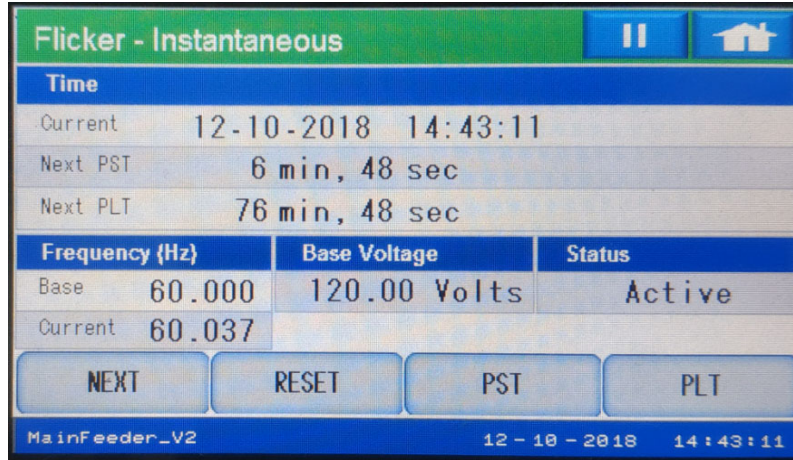 Flicker - Instantaneous
Time
Current 12-10-2018 14:43:11
Next PST 6 min, 48 sec
Next PLT 76 min, 48 sec
Frequency {Hz} Base Voltage Status
Base 60.000 120.00 Volts Active
Current 60.037
NEXT RESET PST PLT
MainFeeder_V2 12-10-2018 14:43:11